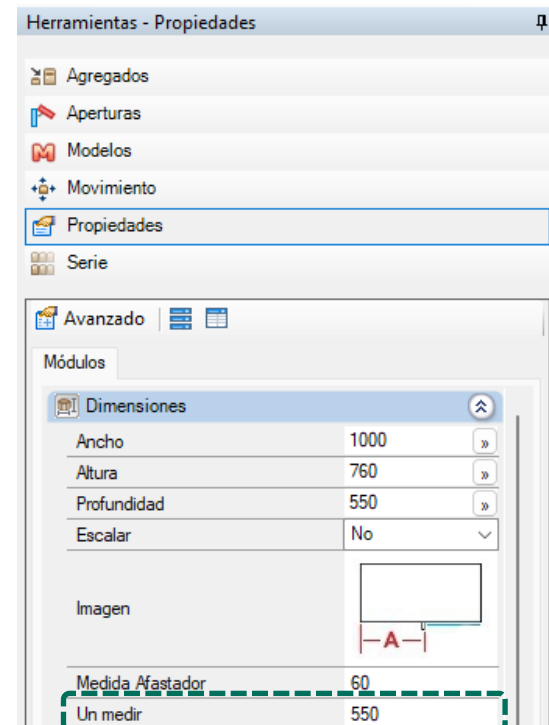 Herramientas - Propiedades
Agregados
Aperturas
Modelos
Movimiento
Propiedades
Serie
Avanzado
Módulos
Dimensiones
Ancho 1000 »
Altura 760 »
Profundidad 550 »
Escalar No
Imagen
A
Medida Afastador 60
Un medir 550